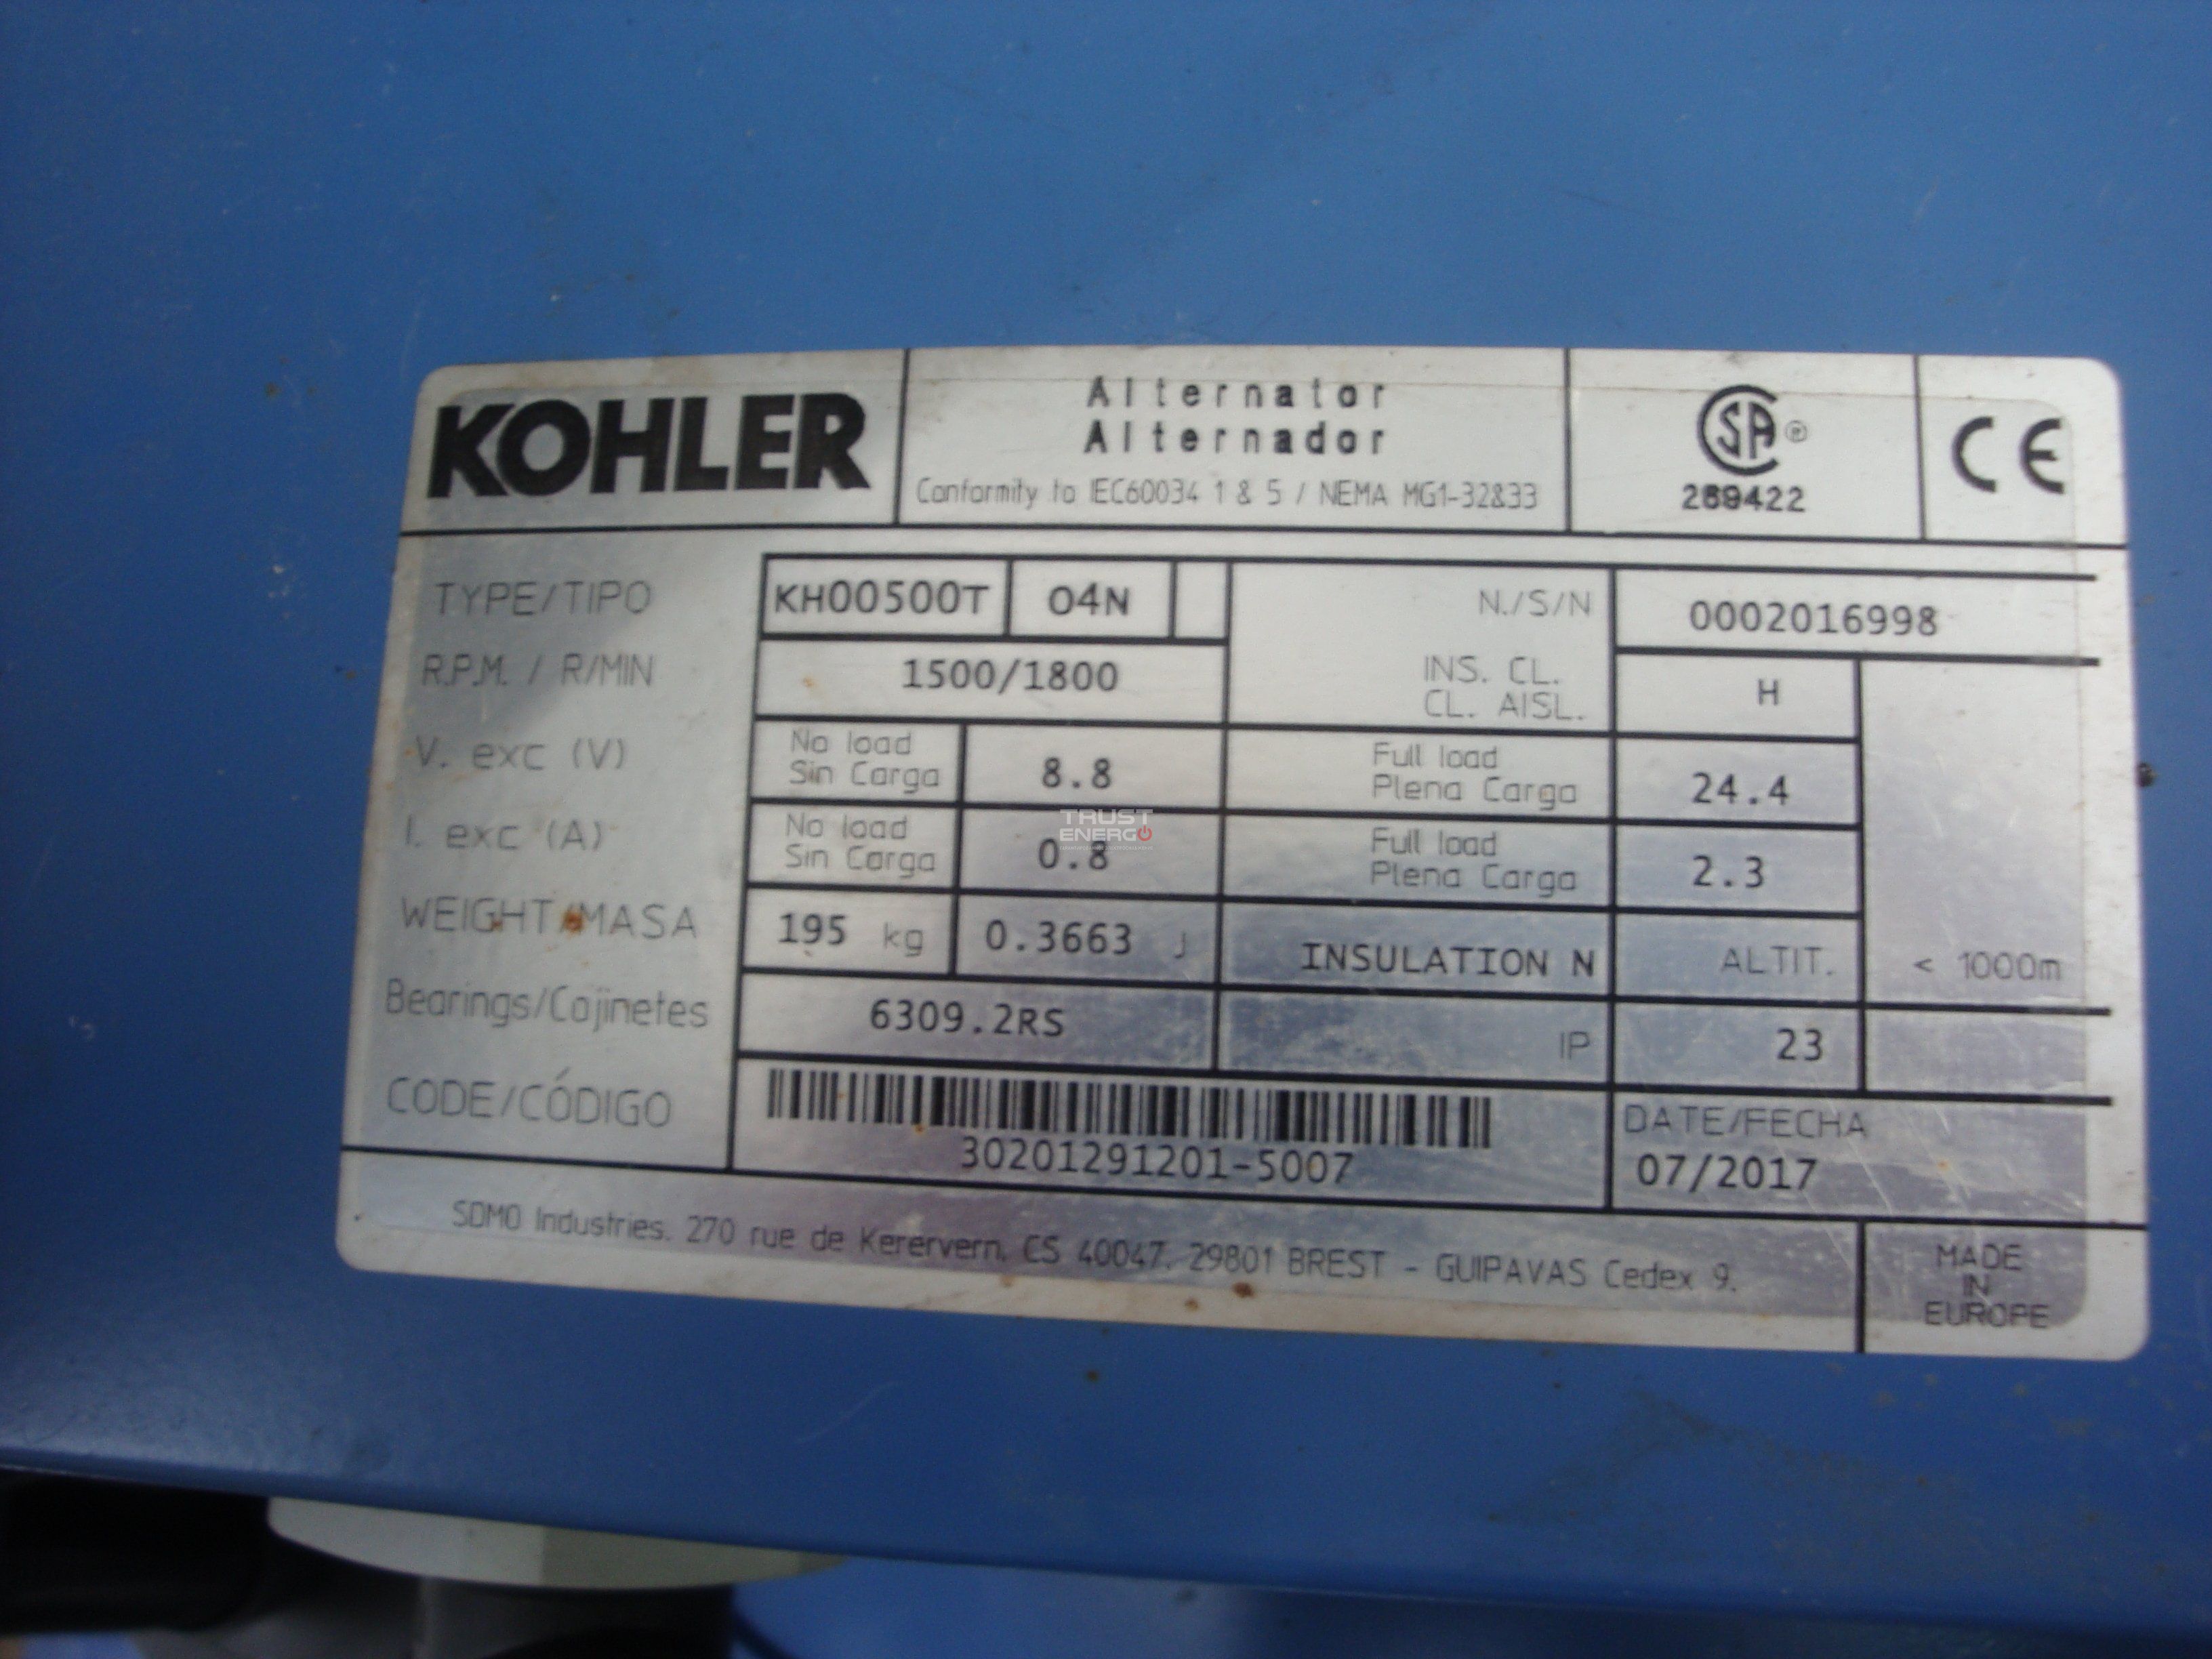 KOHLER
Alternator
Alternador
Conformity to IEC60034 1 & 5 / NEMA MG1-32&33
SA ®
269422
CE
TYPE/TIPO KH00500T 04N N./S/N 0002016998
R.P.M. / R/MIN 1500/1800 INS. CL. H
CL. AISL.
V. exc (V) No load 8.8 Full load 24.4
Sin Carga Plena Carga
I. exc (A) No load 0.8 Full load 2.3
Sin Carga Plena Carga
TRUST
ENERGO
WEIGHT/MASA 195 kg 0.3663 J INSULATION N ALTIT. < 1000m
Bearings/Cojinetes 6309.2RS IP 23
CODE/CÓDIGO 30201291201-5007
DATE/FECHA
07/2017
SDMO Industries. 270 rue de Kerervern. CS 40047. 29801 BREST - GUIPAVAS Cedex 9.
MADE
IN
EUROPE